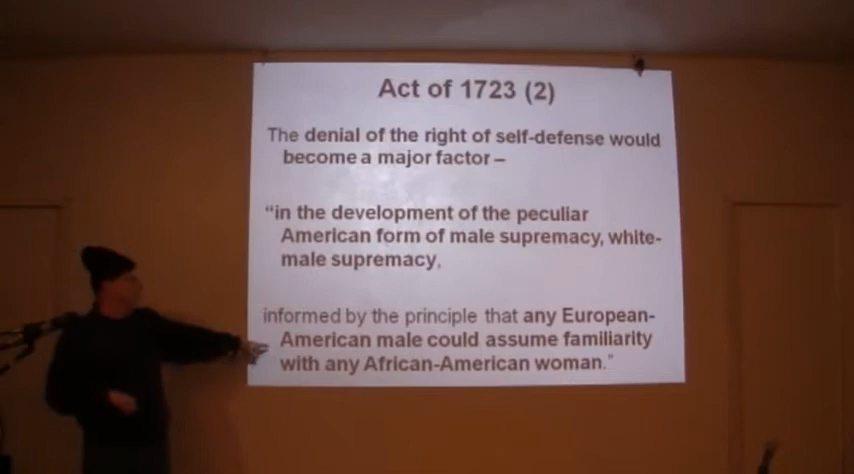 Act of 1723 (2)
The denial of the right of self-defense would
become a major factor –
“in the development of the peculiar
American form of male supremacy, white-
male supremacy,
informed by the principle that any European-
American male could assume familiarity
with any African-American woman.”